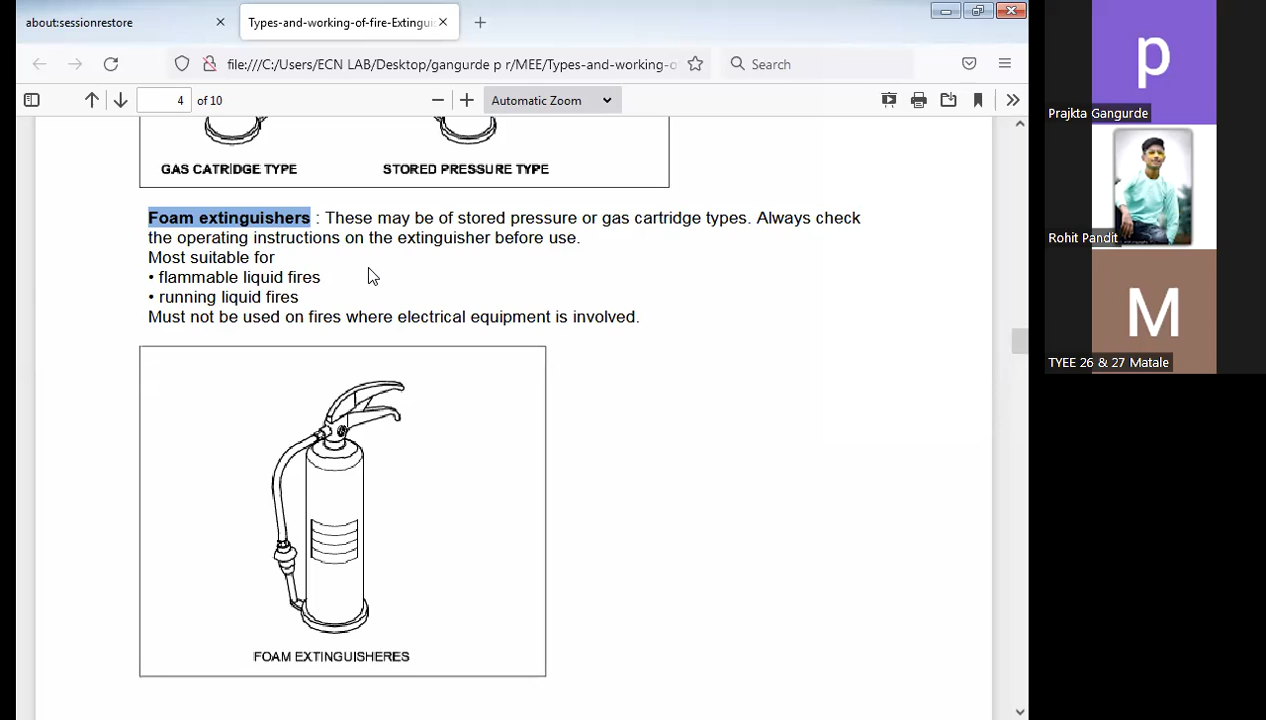 about:sessionrestore
Types-and-working-of-fire-Extingui
file:///C:/Users/ECN LAB/Desktop/gangurde p r/MEE/Types-and-working-o
Search
4 of 10
Automatic Zoom
GAS CATRIDGE TYPE
STORED PRESSURE TYPE
Foam extinguishers : These may be of stored pressure or gas cartridge types. Always check
the operating instructions on the extinguisher before use.
Most suitable for
• flammable liquid fires
• running liquid fires
Must not be used on fires where electrical equipment is involved.
FOAM EXTINGUISHERES
p
Prajkta Gangurde
Rohit Pandit
M
TYEE 26 & 27 Matale